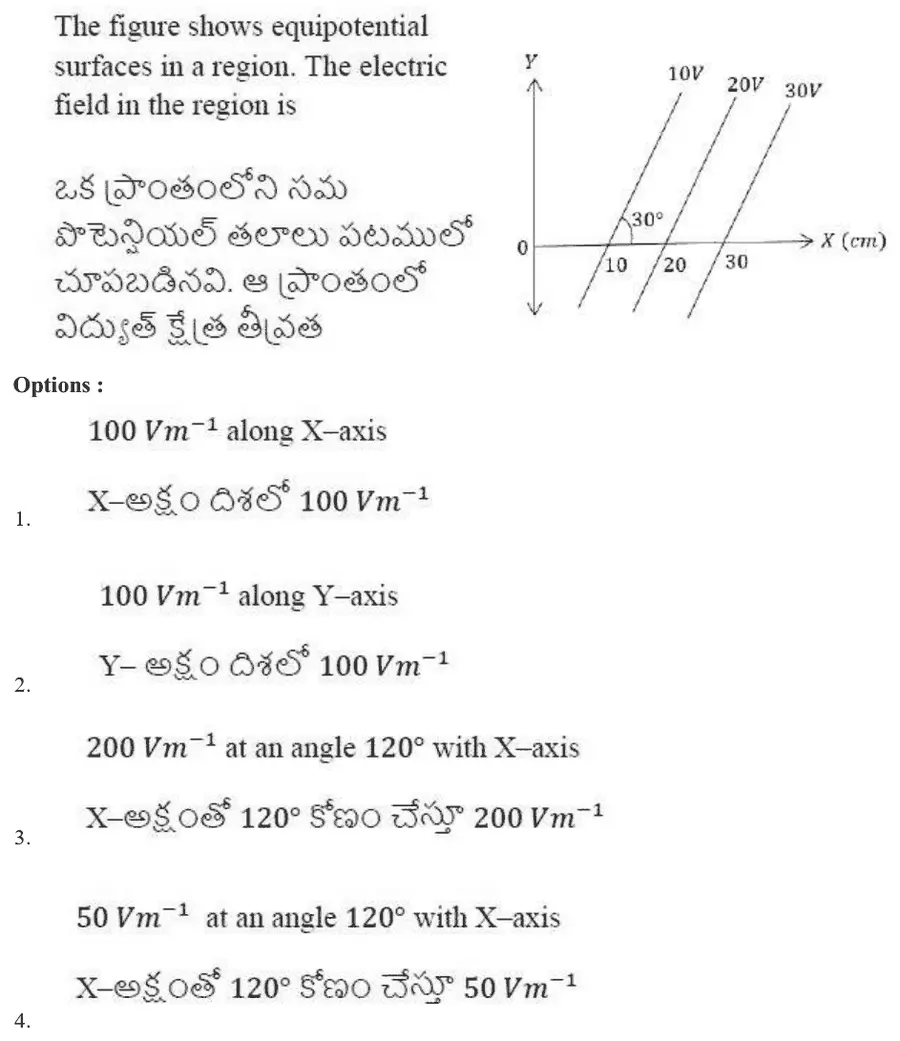 The figure shows equipotential
surfaces in a region. The electric
field in the region is
ఒక ప్రాంతంలోని సమ
పొటెన్షియల్ తలాలు పటములో
చూపబడినవి. ఆ ప్రాంతంలో
విద్యుత్ క్షేత్ర తీవ్రత
Y
10V
20V
30V
30°
0
10
20
30
X (cm)
Options :
100 Vm⁻¹ along X–axis
X–అక్షం దిశలో 100 Vm⁻¹
1.
100 Vm⁻¹ along Y–axis
Y– అక్షం దిశలో 100 Vm⁻¹
2.
200 Vm⁻¹ at an angle 120° with X–axis
X–అక్షంతో 120° కోణం చేస్తూ 200 Vm⁻¹
3.
50 Vm⁻¹ at an angle 120° with X–axis
X–అక్షంతో 120° కోణం చేస్తూ 50 Vm⁻¹
4.